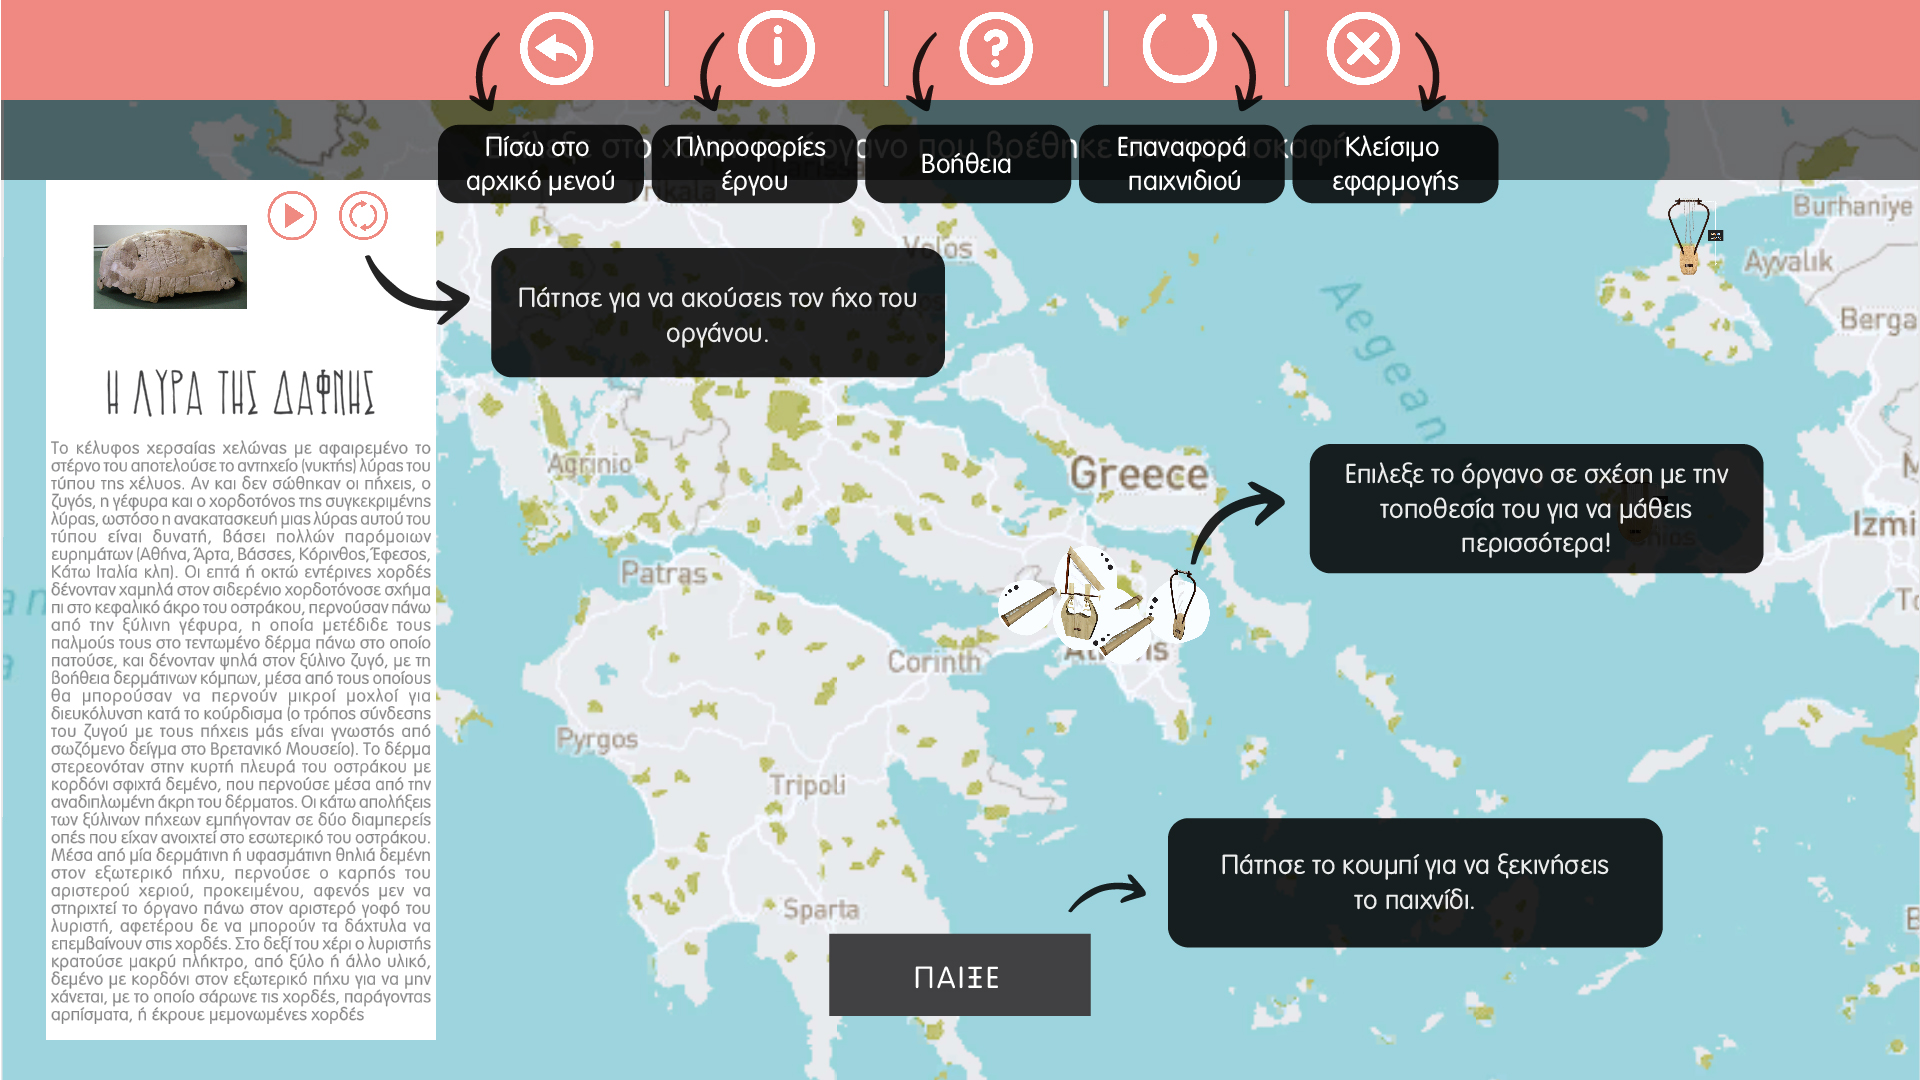 Πίσω στο
αρχικό μενού
Πληροφορίες
έργου
Βοήθεια
Επαναφορά
παιχνιδιού
Κλείσιμο
εφαρμογής
Trikala
Volos
Burhaniye
Ayvalık
Berga
Πάτησε για να ακούσεις τον ήχο του
οργάνου.
Aegean
Η ΛΥΡΑ ΤΗΣ ΔΑΦΝΗΣ
Το κέλυφος χερσαίας χελώνας με αφαιρεμένο το
στέρνο του αποτελούσε το αντηχείο (νυκτής) λύρας του
τύπου της χέλυος. Αν και δεν σώθηκαν οι πήχεις, ο
ζυγός, η γέφυρα και ο χορδοτόνος της συγκεκριμένης
λύρας, ωστόσο η ανακατασκευή μιας λύρας αυτού του
τύπου είναι δυνατή, βάσει πολλών παρόμοιων
ευρημάτων (Αθήνα, Άρτα, Βάσσες, Κόρινθος, Έφεσος,
Κάτω Ιταλία κλπ). Οι επτά ή οκτώ εντέρινες χορδές
δένονταν χαμηλά στον σιδερένιο χορδοτόνοσε σχήμα
πι στο κεφαλικό άκρο του οστράκου, περνούσαν πάνω
από την ξύλινη γέφυρα, η οποία μετέδιδε τους
παλμούς τους στο τεντωμένο δέρμα πάνω στο οποίο
πατούσε, και δένονταν ψηλά στον ξύλινο ζυγό, με τη
βοήθεια δερμάτινων κόμπων, μέσα από τους οποίους
θα μπορούσαν να περνούν μικροί μοχλοί για
διευκόλυνση κατά το κούρδισμα (ο τρόπος σύνδεσης
του ζυγού με τους πήχεις μάς είναι γνωστός από
σωζόμενο δείγμα στο Βρετανικό Μουσείο). Το δέρμα
στερεονόταν στην κυρτή πλευρά του οστράκου με
κορδόνι σφιχτά δεμένο, που περνούσε μέσα από την
αναδιπλωμένη άκρη του δέρματος. Οι κάτω απολήξεις
των ξύλινων πήχεων εμπήγονταν σε δύο διαμπερείς
οπές που είχαν ανοιχτεί στο εσωτερικό του οστράκου.
Μέσα από μία δερμάτινη ή υφασμάτινη θηλιά δεμένη
στον εξωτερικό πήχυ, περνούσε ο καρπός του
αριστερού χεριού, προκειμένου, αφενός μεν να
στηριχτεί το όργανο πάνω στον αριστερό γοφό του
λυριστή, αφετέρου δε να μπορούν τα δάχτυλα να
επεμβαίνουν στις χορδές. Στο δεξί του χέρι ο λυριστής
κρατούσε μακρύ πλήκτρο, από ξύλο ή άλλο υλικό,
δεμένο με κορδόνι στον εξωτερικό πήχυ για να μην
χάνεται, με το οποίο σάρωνε τις χορδές, παράγοντας
αρπίσματα, ή έκρουε μεμονωμένες χορδές
Agrinio
Greece
Επιλεξε το όργανο σε σχέση με την
τοποθεσία του για να μάθεις
περισσότερα!
Izmi
Patras
Corinth
Pyrgos
Tripoli
Sparta
Πάτησε το κουμπί για να ξεκινήσεις
το παιχνίδι.
ΠΑΙΞΕ